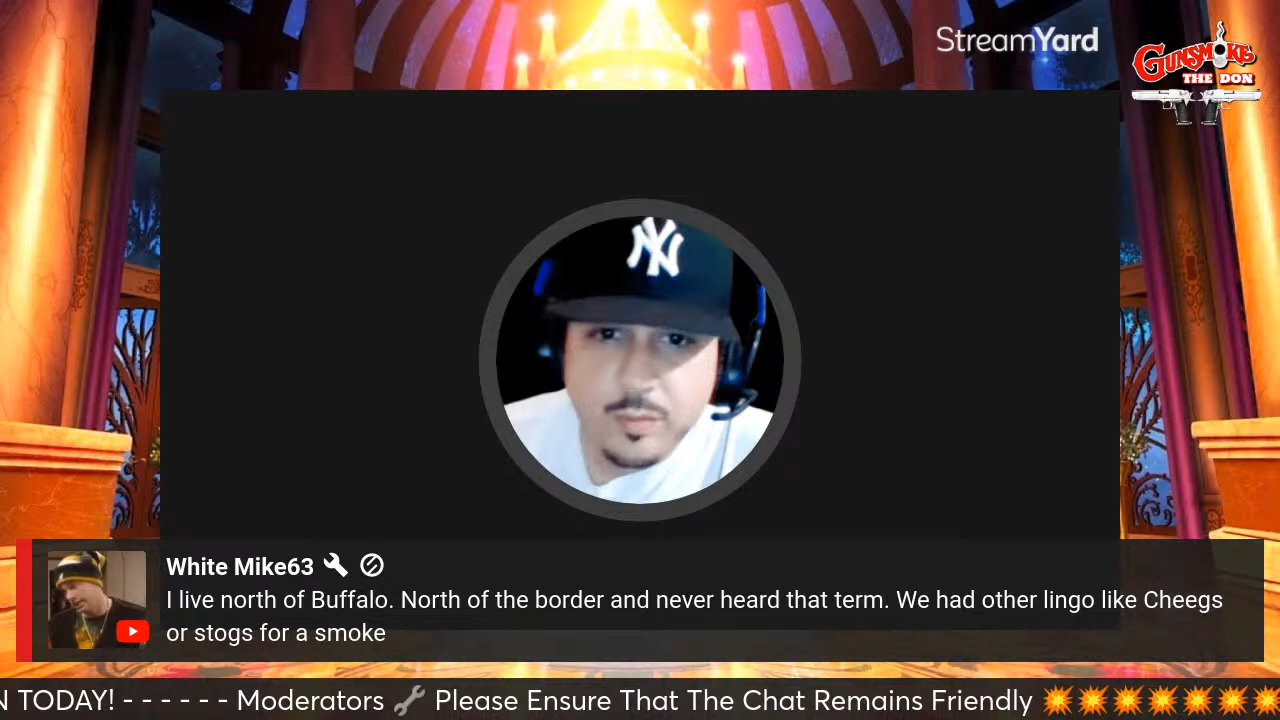 StreamYard
GUNSMOKE
THE DON
NY
White Mike63
I live north of Buffalo. North of the border and never heard that term. We had other lingo like Cheegs
or stogs for a smoke
N TODAY! - - - - - - Moderators 🔧 Please Ensure That The Chat Remains Friendly 💥💥💥💥💥💥💥